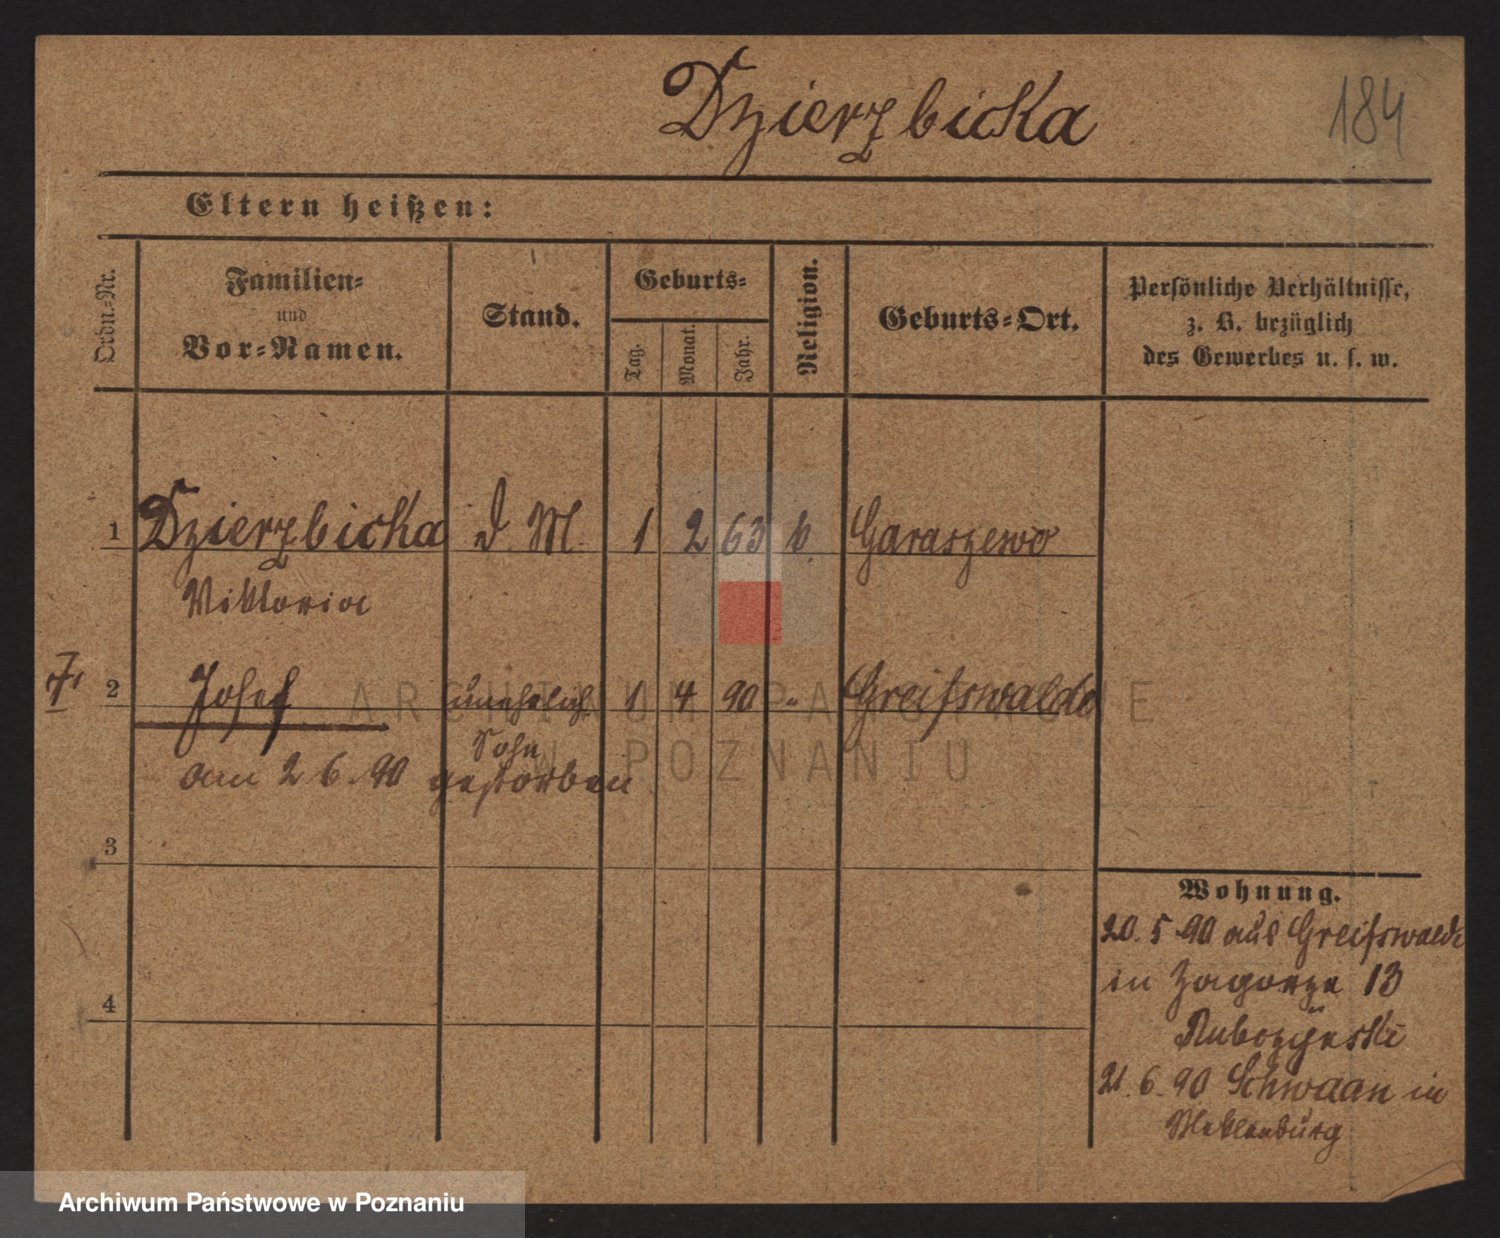 Dzierzbicka
184
Eltern heißen:
Ordn.-Nr.
Familien-
und
Vor-Namen.
Stand.
Geburts-
Tag.
Monat.
Jahr.
Religion.
Geburts-Ort.
Persönliche Verhältnisse,
z. B. bezüglich
des Gewerbes u. s. w.
1 Dzierzbicka d. M. 1 2 63 k. Garaszewo
Viktoria
2 Josef unehelich. 1 4 90 " Greifswalde
Sohn
am 2 6. 90 gestorben
3
4
Wohnung.
20. 5 90 aus Greifswalde
in Zagorze 13
21. 6. 90 Schwaan in
Meklenburg
ARCHIWUM PAŃSTWOWE
W POZNANIU
Archiwum Państwowe w Poznaniu